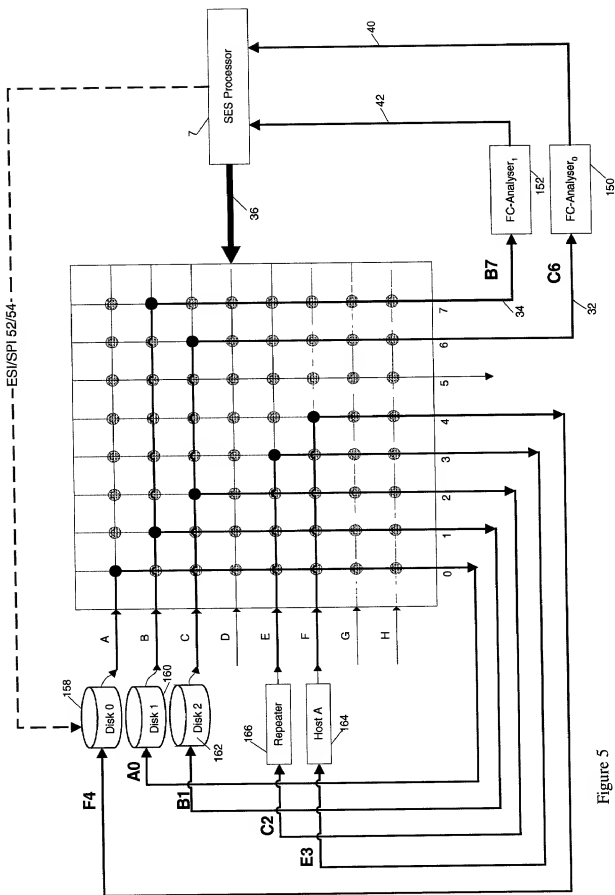 ESI/SPI 52/54
158
Disk 0
F4
A0
Disk 1
160
B1
Disk 2
162
C2
166
Repeater
E3
Host A
164
A
B
C
D
E
F
G
H
0
1
2
3
4
5
6
7
36
7
SES Processor
42
40
B7
34
FC-Analyser1
152
C6
32
FC-Analyser0
150
Figure 5